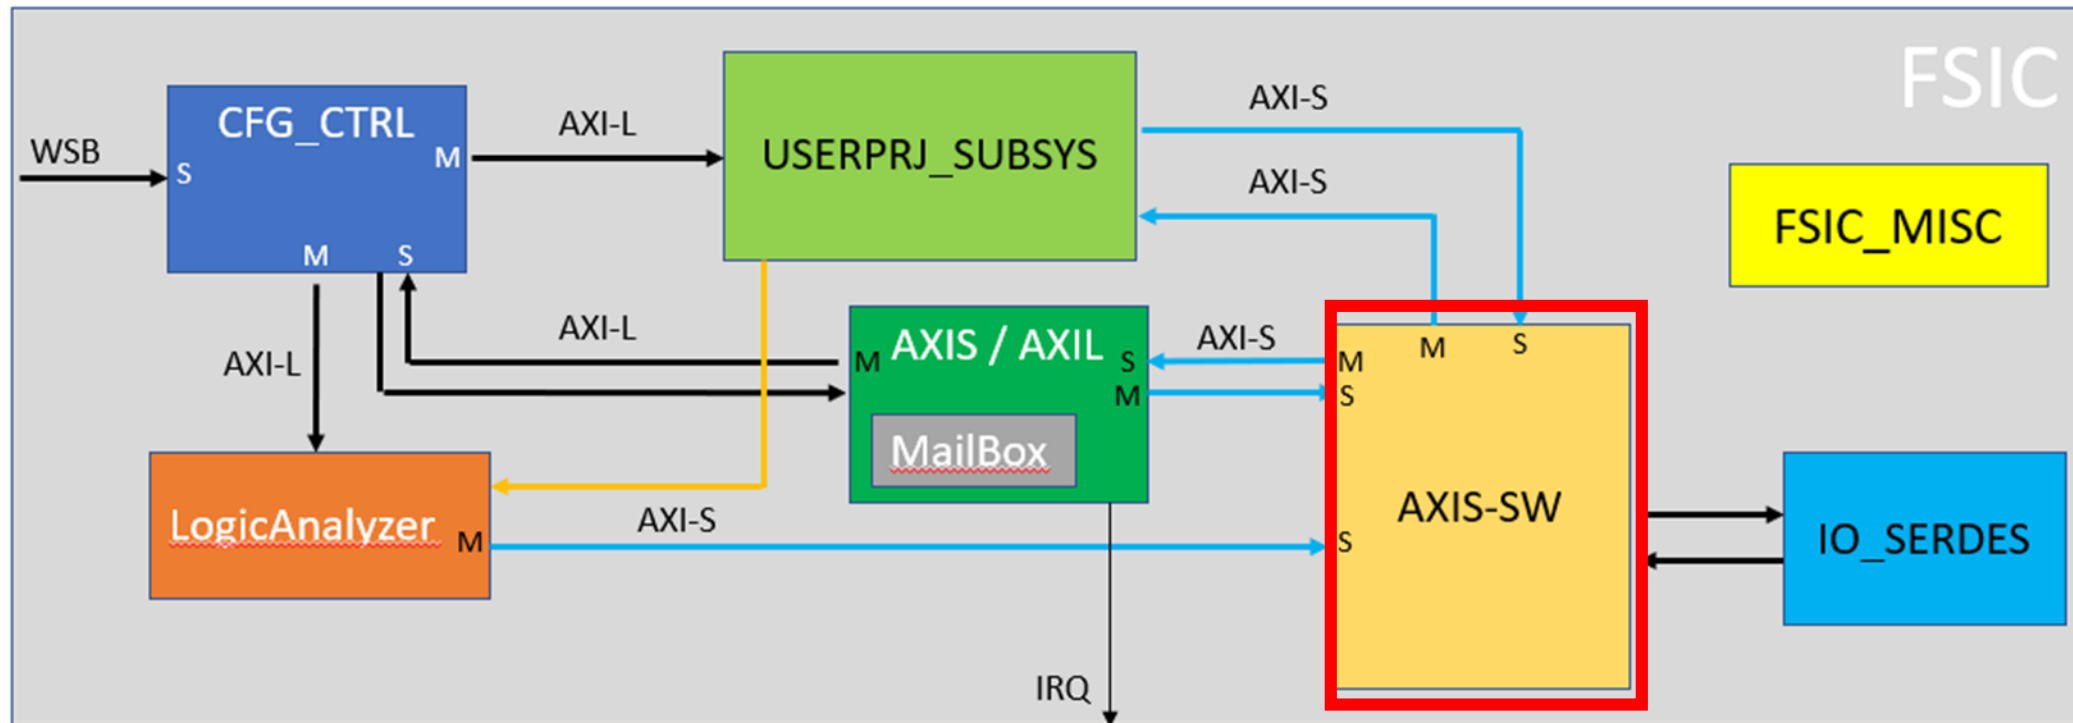 FSIC
WSB
CFG_CTRL
S
M
M
S
AXI-L
USERPRJ_SUBSYS
AXI-S
AXI-S
FSIC_MISC
AXI-L
AXI-L
M
AXIS / AXIL
S
M
MailBox
AXI-S
M
S
M
S
S
AXIS-SW
IO_SERDES
LogicAnalyzer
M
AXI-S
IRQ